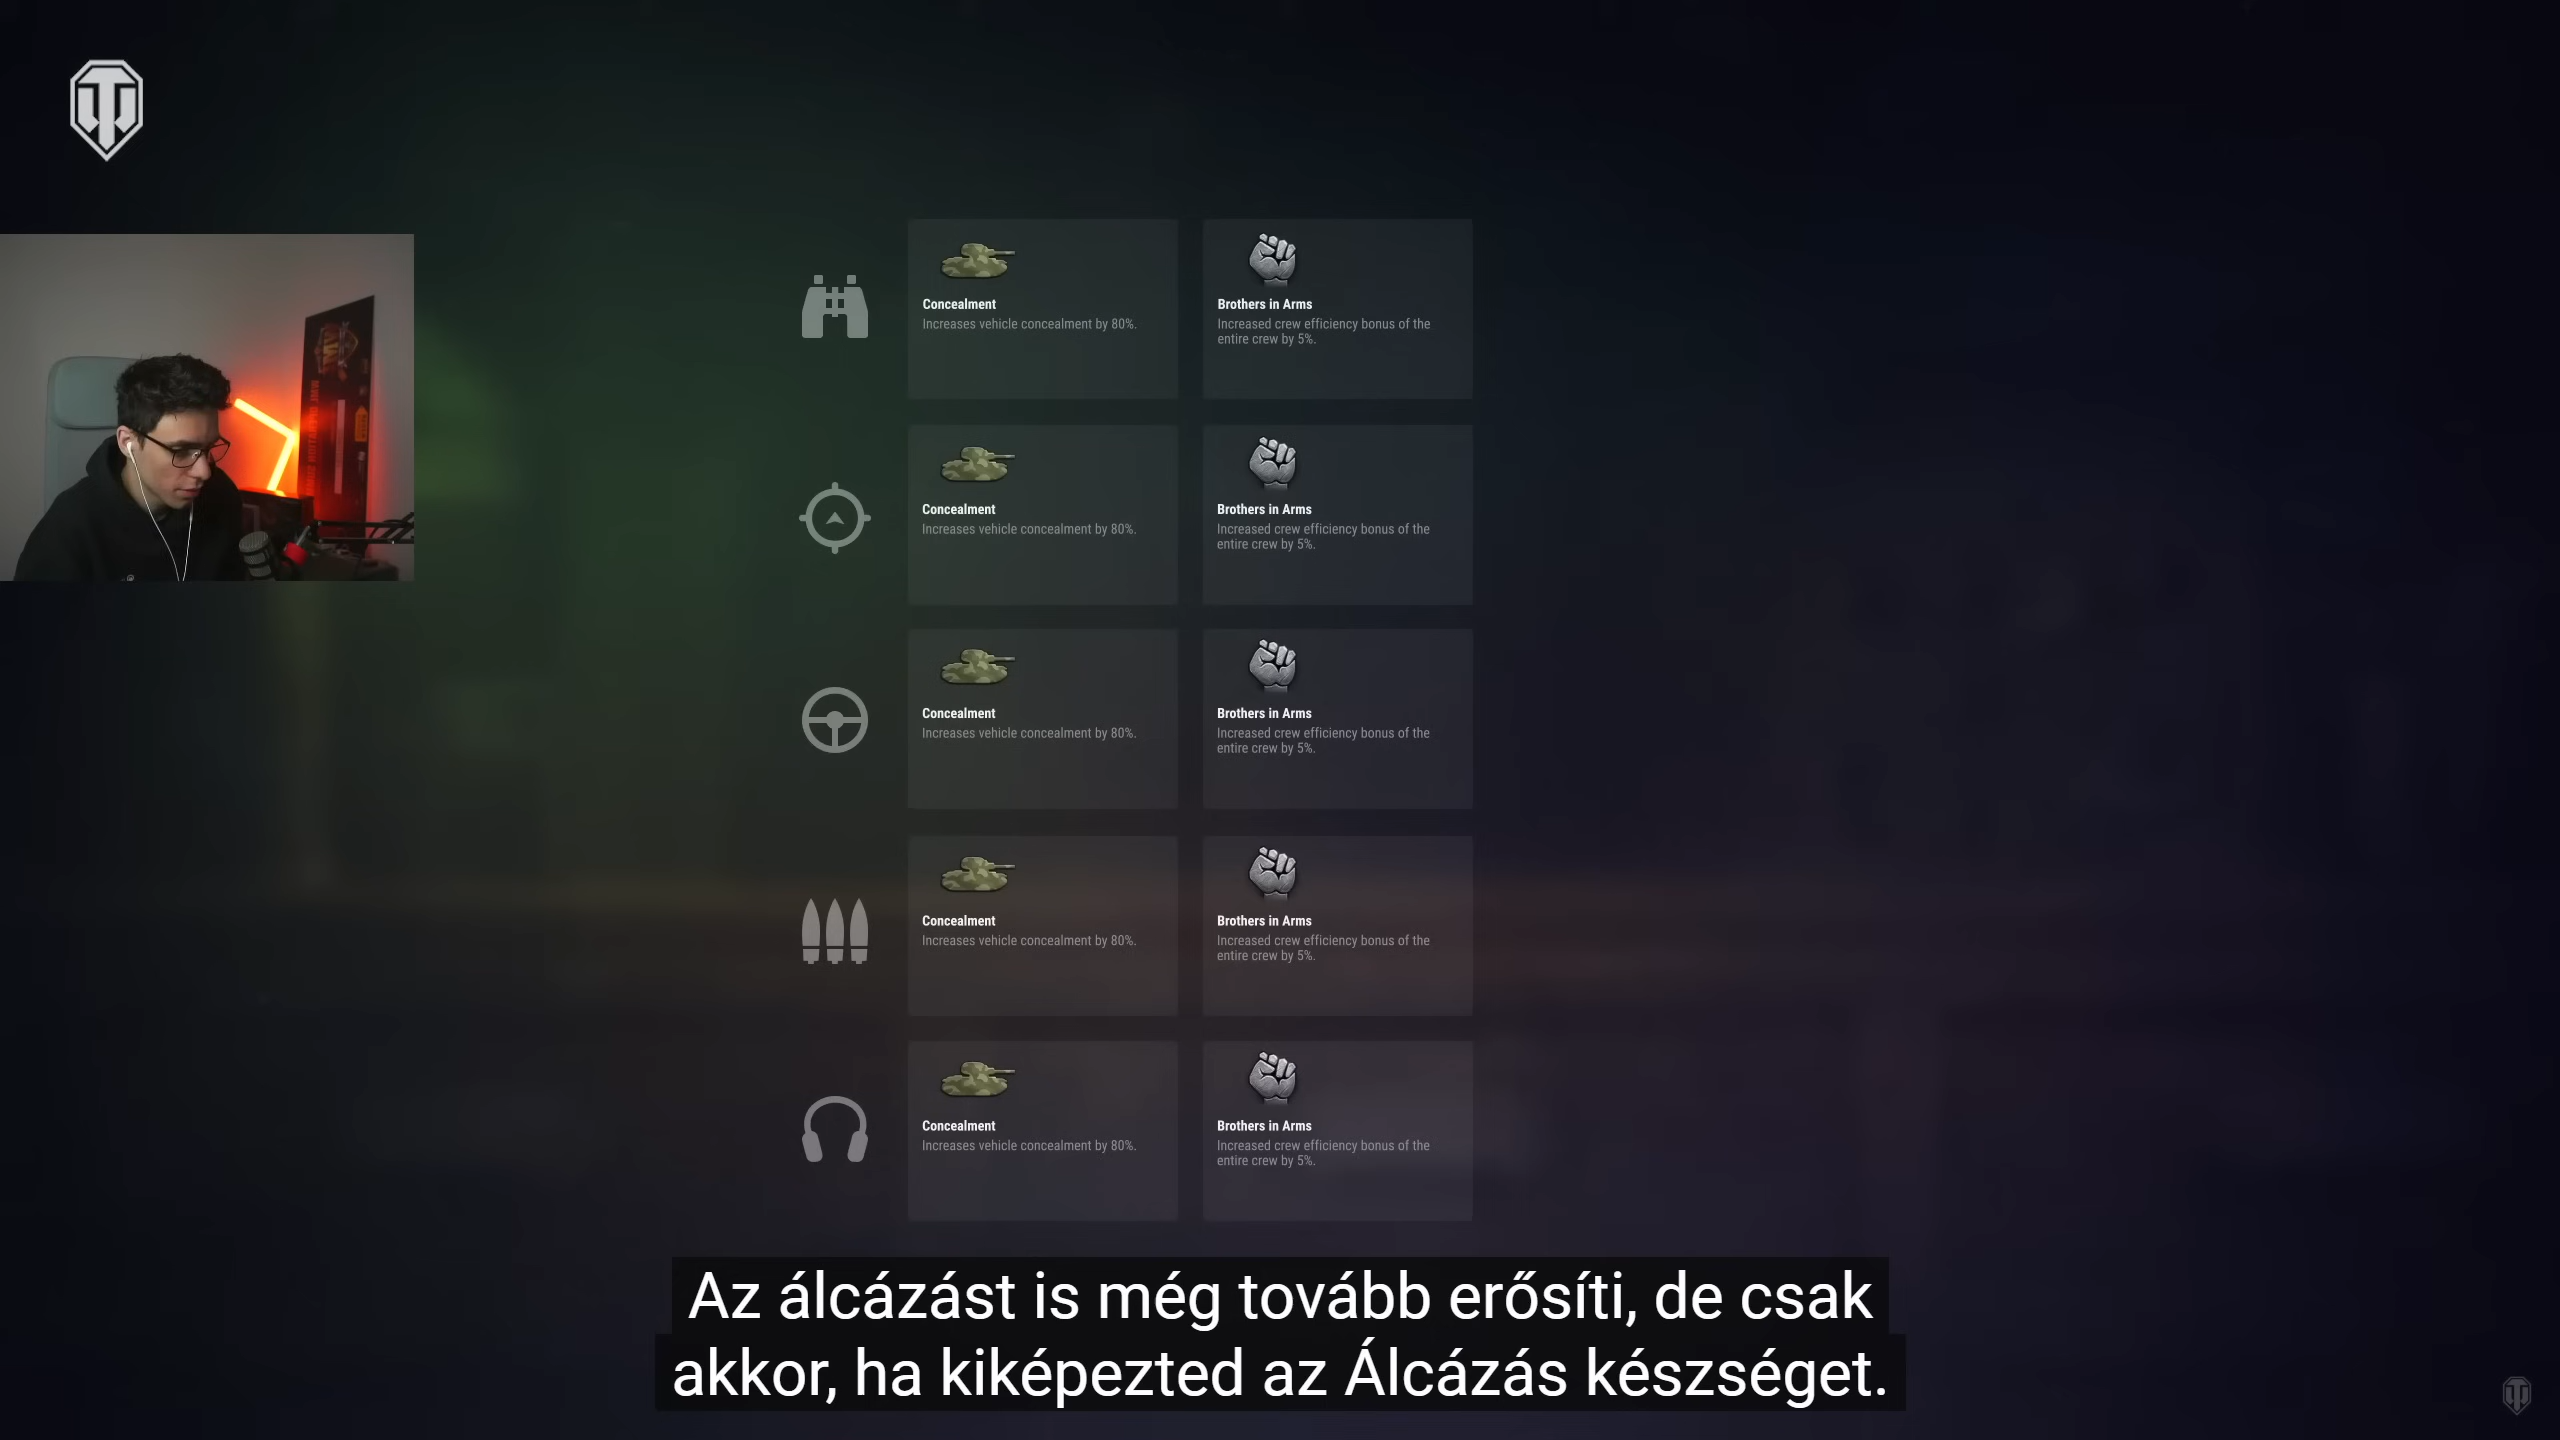 Concealment
Increases vehicle concealment by 80%.
Brothers in Arms
Increased crew efficiency bonus of the
entire crew by 5%.
Concealment
Increases vehicle concealment by 80%.
Brothers in Arms
Increased crew efficiency bonus of the
entire crew by 5%.
Concealment
Increases vehicle concealment by 80%.
Brothers in Arms
Increased crew efficiency bonus of the
entire crew by 5%.
Concealment
Increases vehicle concealment by 80%.
Brothers in Arms
Increased crew efficiency bonus of the
entire crew by 5%.
Concealment
Increases vehicle concealment by 80%.
Brothers in Arms
Increased crew efficiency bonus of the
entire crew by 5%.
Az álcázást is még tovább erősíti, de csak
akkor, ha kiképezted az Álcázás készséget.